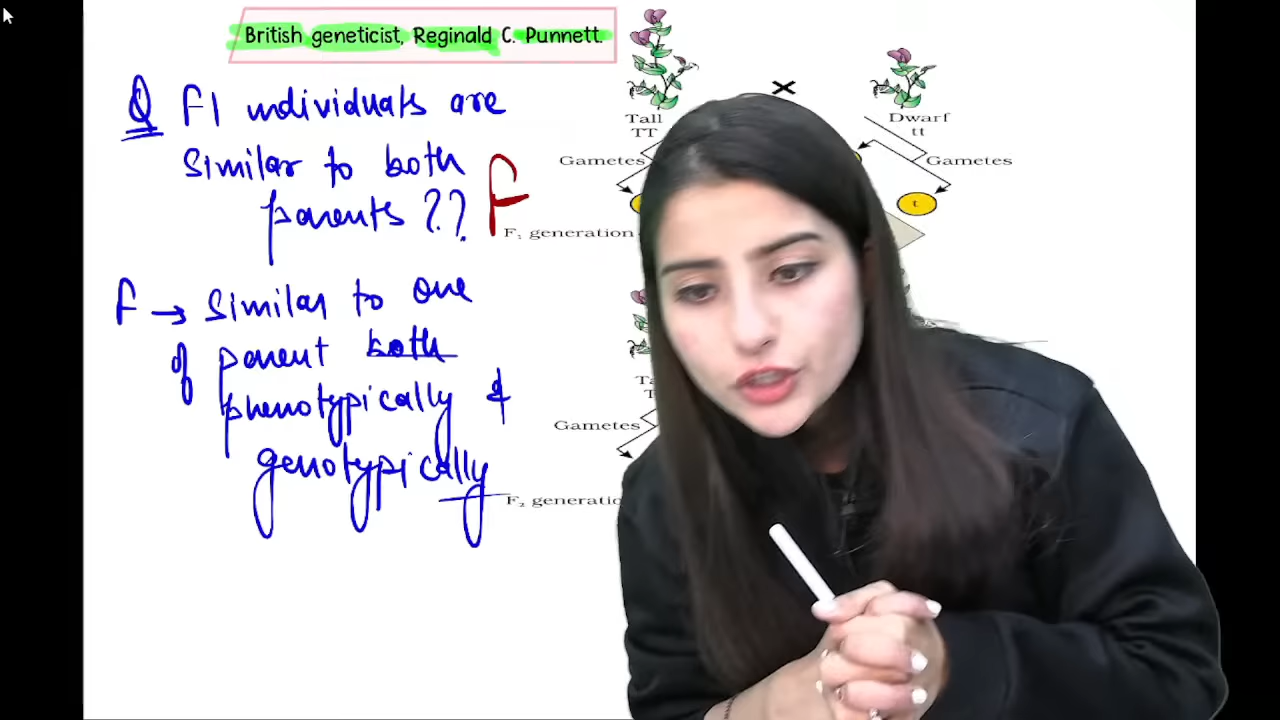 British geneticist, Reginald C. Punnett.
Q F1 individuals are
Similar to both
parents ??
F
F → Similar to one
of parent both
phenotypically &
genotypically
Tall
TT
×
Dwarf
tt
Gametes
Gametes
t
F₁ generation
Gametes
F₂ generatio